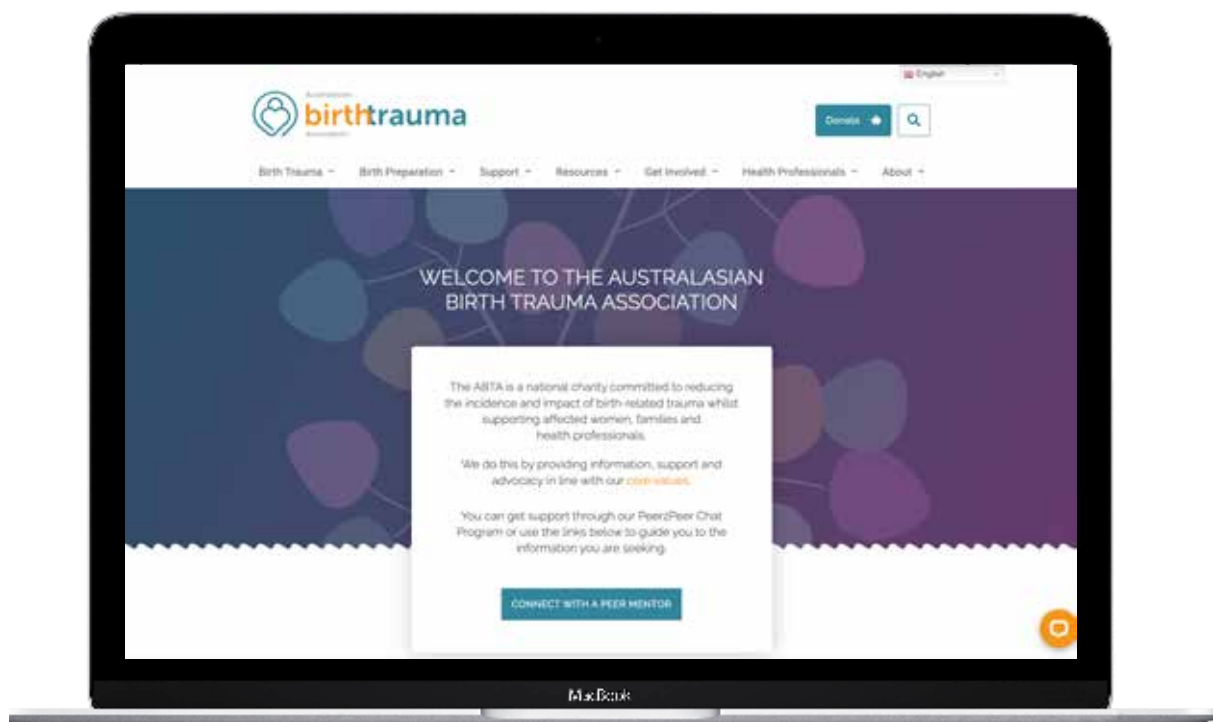 English
Australasian
birthtrauma
Association
Donate
Birth Trauma Birth Preparation Support Resources Get Involved Health Professionals About
WELCOME TO THE AUSTRALASIAN
BIRTH TRAUMA ASSOCIATION
The ABTA is a national charity committed to reducing
the incidence and impact of birth-related trauma whilst
supporting affected women, families and
health professionals.
We do this by providing information, support and
advocacy in line with our core values.
You can get support through our Peer2Peer Chat
Program or use the links below to guide you to the
information you are seeking.
CONNECT WITH A PEER MENTOR
MacBook